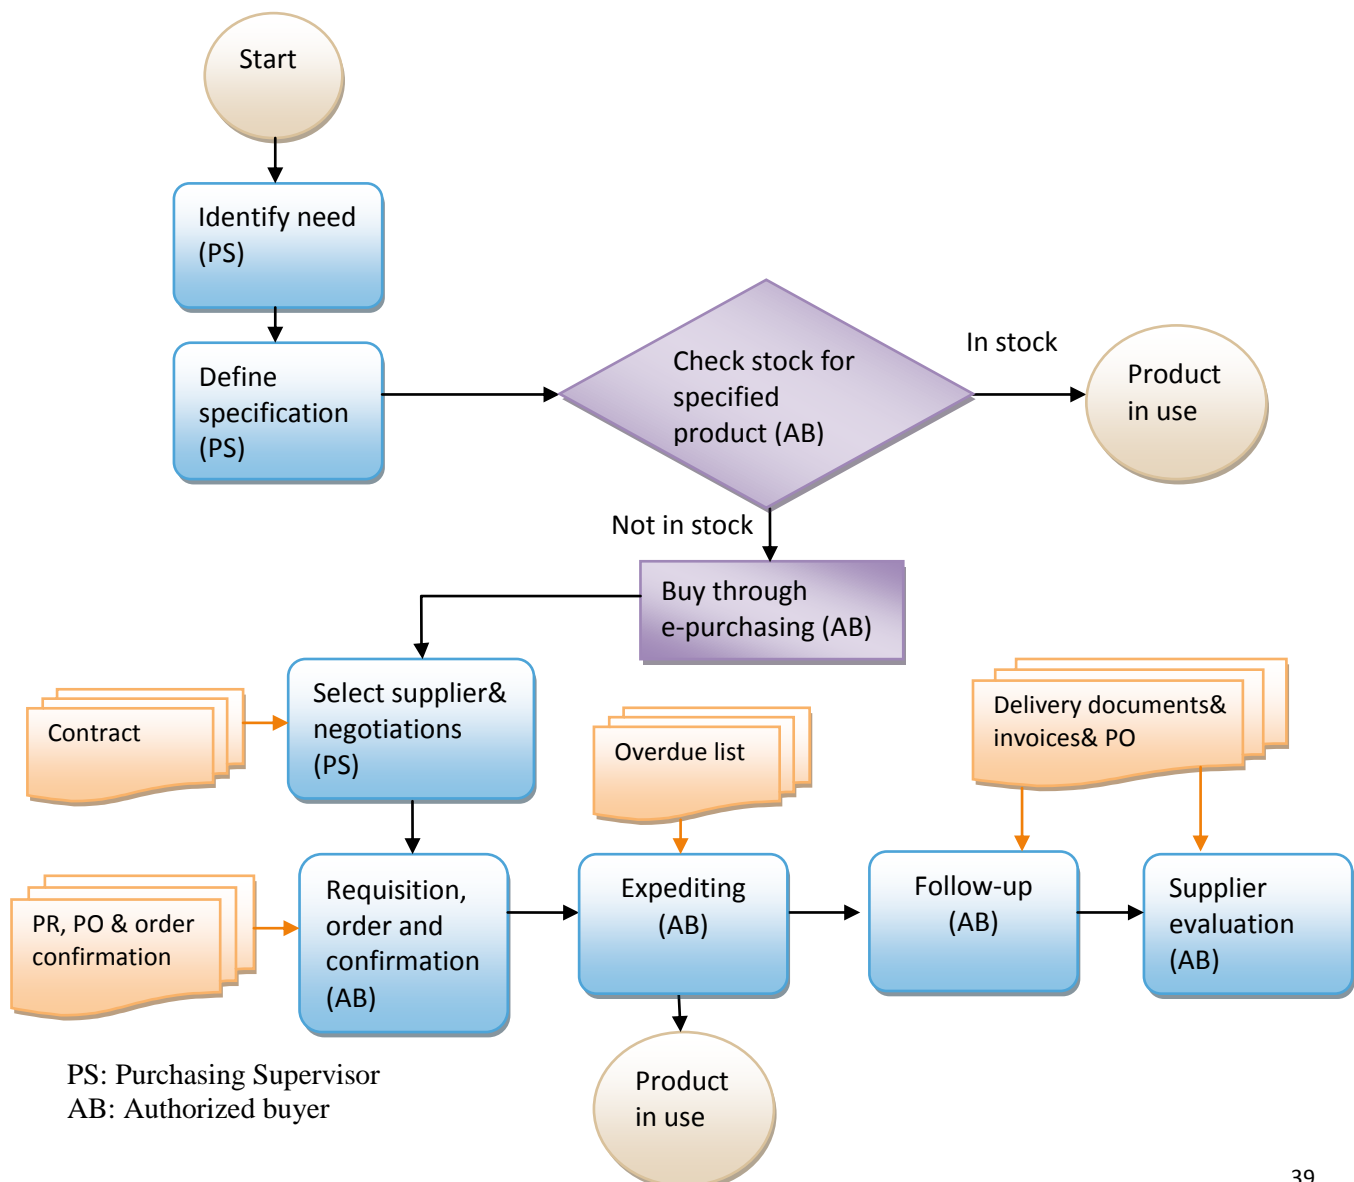 Start
Identify need
(PS)
Define
specification
(PS)
Check stock for
specified
product (AB)
In stock
Product
in use
Not in stock
Buy through
e-purchasing (AB)
Contract
Select supplier&
negotiations
(PS)
Overdue list
Delivery documents&
invoices& PO
PR, PO & order
confirmation
Requisition,
order and
confirmation
(AB)
Expediting
(AB)
Follow-up
(AB)
Supplier
evaluation
(AB)
Product
in use
PS: Purchasing Supervisor
AB: Authorized buyer
39